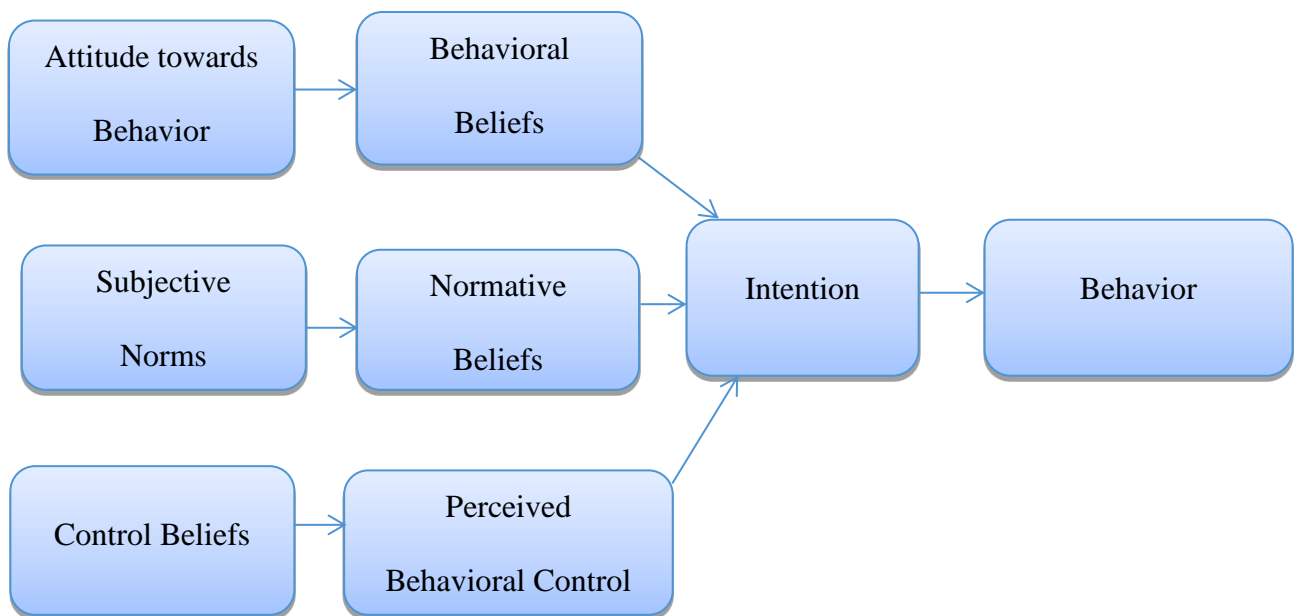 Attitude towards
Behavior
Behavioral
Beliefs
Subjective
Norms
Normative
Beliefs
Intention
Behavior
Control Beliefs
Perceived
Behavioral Control